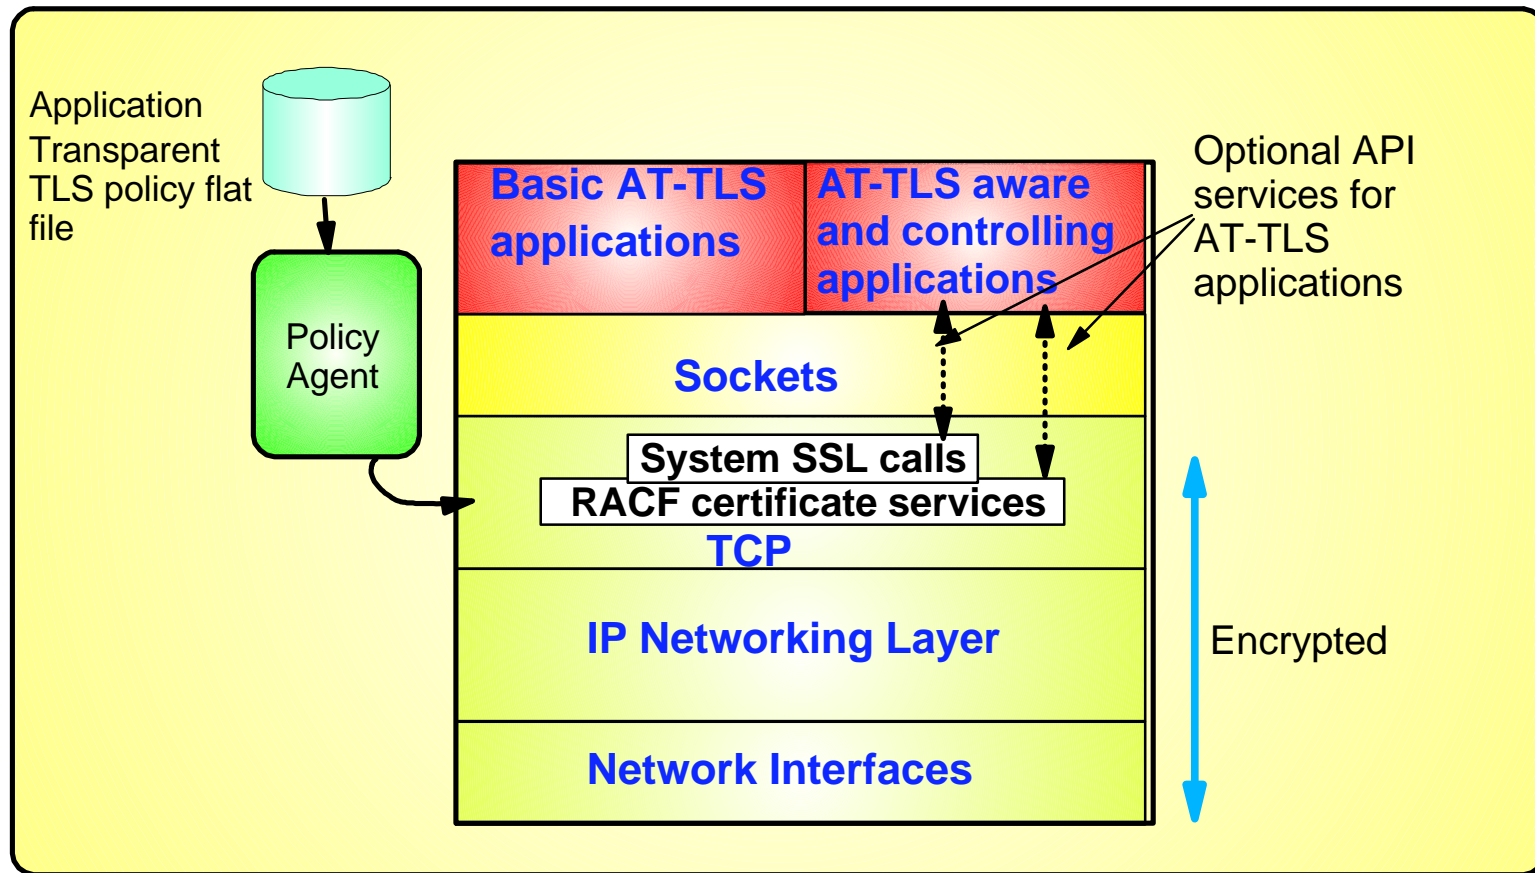 Application
Transparent
TLS policy flat
file
Policy
Agent
Basic AT-TLS
applications
AT-TLS aware
and controlling
applications
Optional API
services for
AT-TLS
applications
Sockets
System SSL calls
RACF certificate services
TCP
IP Networking Layer
Encrypted
Network Interfaces